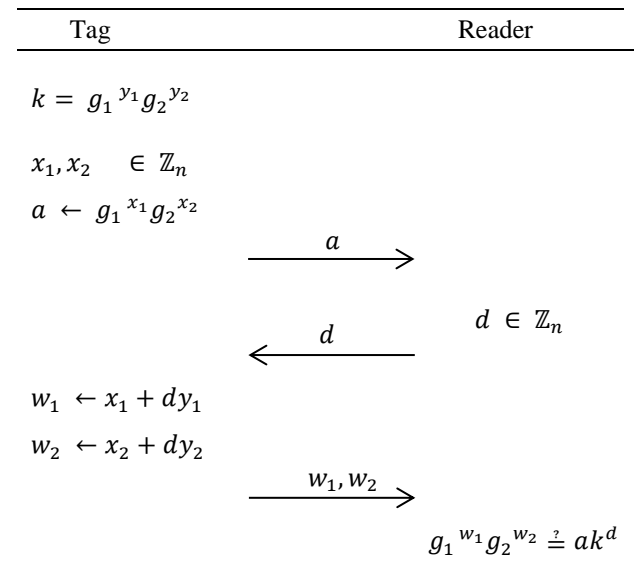 Tag Reader
k = g₁^y₁ g₂^y₂
x₁, x₂ ∈ ℤₙ
a ← g₁^x₁ g₂^x₂
a
d ∈ ℤₙ
d
w₁ ← x₁ + dy₁
w₂ ← x₂ + dy₂
w₁, w₂
g₁^w₁ g₂^w₂ ≟ ak^d